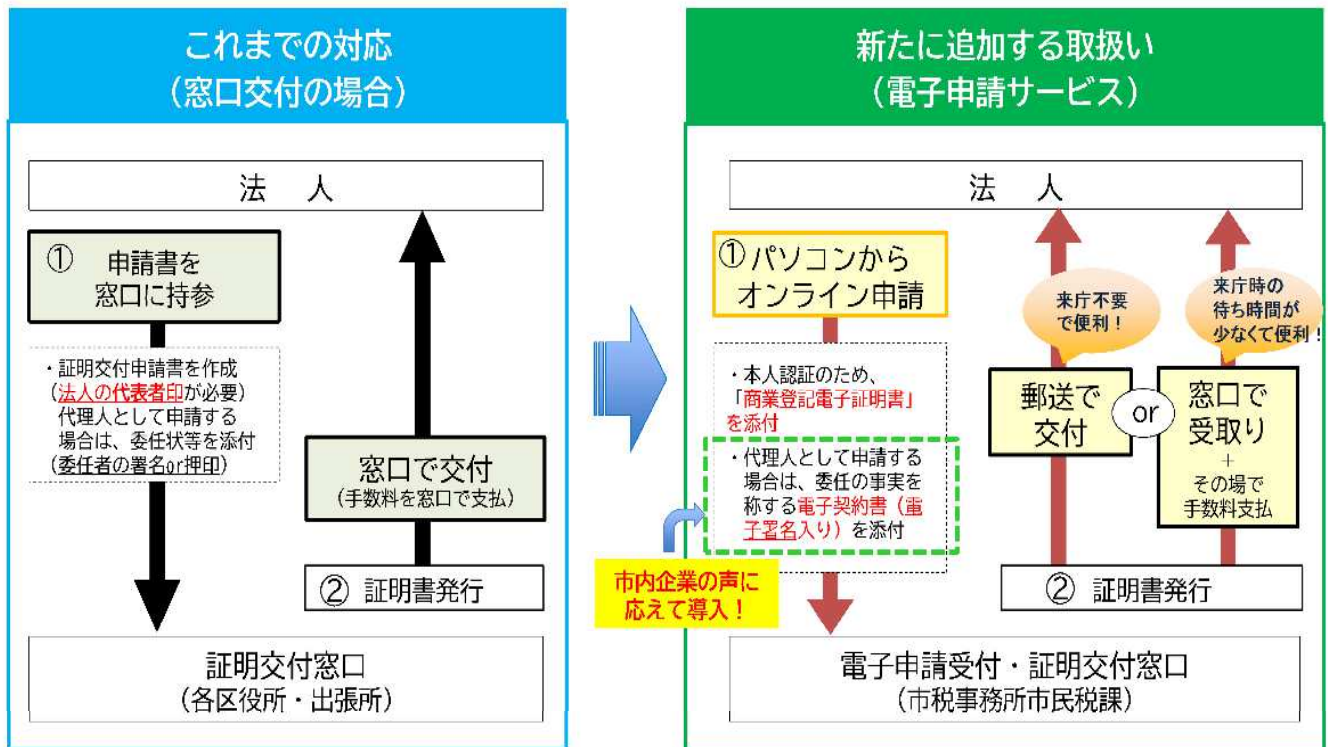 これまでの対応
（窓口交付の場合）
法　人
① 申請書を
窓口に持参
・証明交付申請書を作成
（法人の代表者印が必要）
代理人として申請する
場合は、委任状等を添付
（委任者の署名or押印）
窓口で交付
（手数料を窓口で支払）
② 証明書発行
証明交付窓口
（各区役所・出張所）
新たに追加する取扱い
（電子申請サービス）
法　人
① パソコンから
オンライン申請
・本人認証のため、
「商業登記電子証明書」
を添付
・代理人として申請する
場合は、委任の事実を
称する電子契約書（電
子署名入り）を添付
市内企業の声に
応えて導入！
来庁不要
で便利！
郵送で
交付
or
来庁時の
待ち時間が
少なくて便利！
窓口で
受取り
+
その場で
手数料支払
② 証明書発行
電子申請受付・証明交付窓口
（市税事務所市民税課）